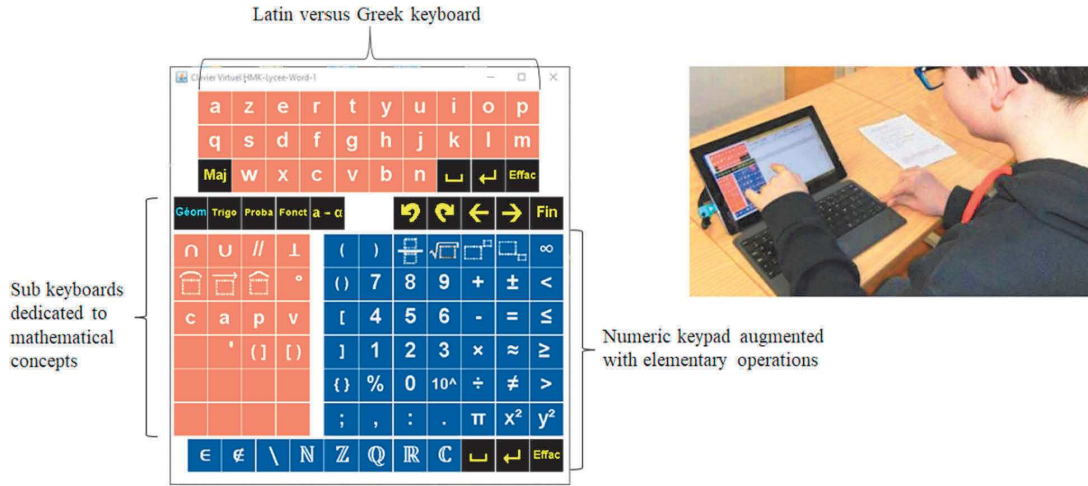 Latin versus Greek keyboard
Clavier Virtuel HMK-Lycee-Word-1
a z e r t y u i o p
q s d f g h j k l m
Maj w x c v b n ⎵ ↵ Effac
Géom Trigo Proba Fonct a - α ↶ ↷ ← → Fin
∩ ∪ // ⊥ ( ) √ ∞
° ( ) 7 8 9 + ± <
c a p v [ 4 5 6 - = ≤
' ( ] [ ) ] 1 2 3 × ≈ ≥
{ } % 0 10^ ÷ ≠ >
; , : . π x² y²
∈ ∉ \ ℕ ℤ ℚ ℝ ℂ ⎵ ↵ Effac
Sub keyboards
dedicated to
mathematical
concepts
Numeric keypad augmented
with elementary operations